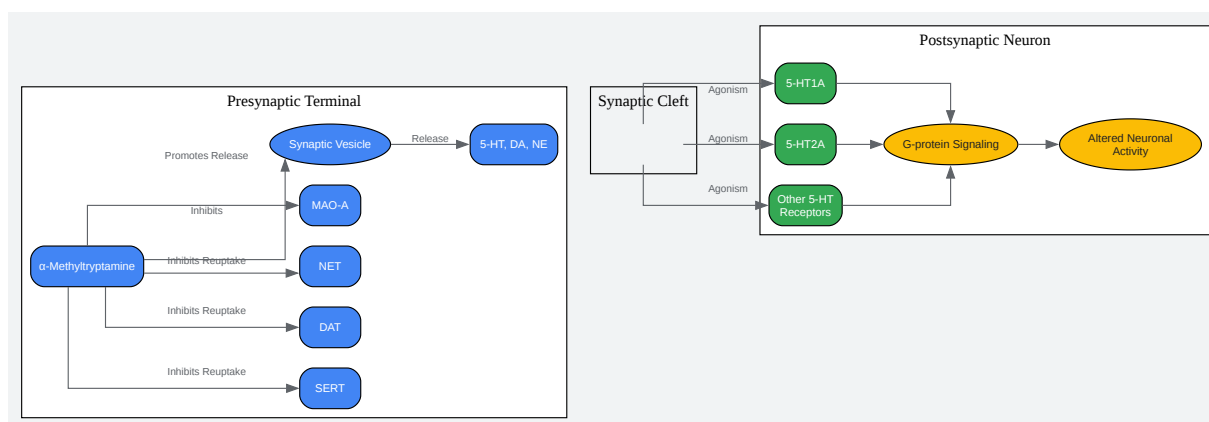 Presynaptic Terminal
Promotes Release
Synaptic Vesicle
Release
5-HT, DA, NE
Inhibits
MAO-A
α-Methyltryptamine
Inhibits Reuptake
NET
Inhibits Reuptake
DAT
Inhibits Reuptake
SERT
Synaptic Cleft
Postsynaptic Neuron
Agonism
5-HT1A
Agonism
5-HT2A
Agonism
Other 5-HT
Receptors
G-protein Signaling
Altered Neuronal
Activity